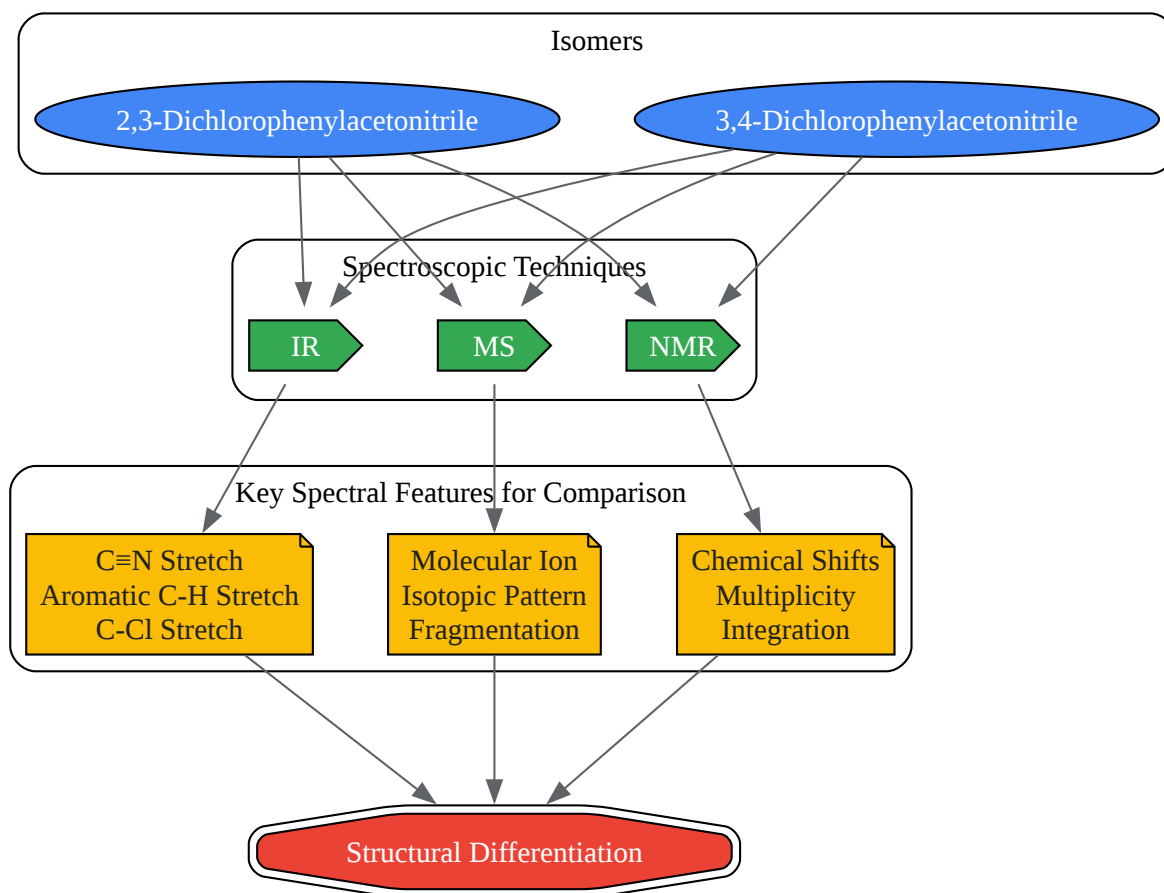 Isomers
2,3-Dichlorophenylacetonitrile
3,4-Dichlorophenylacetonitrile
Spectroscopic Techniques
IR
MS
NMR
Key Spectral Features for Comparison
C≡N Stretch
Aromatic C-H Stretch
C-Cl Stretch
Molecular Ion
Isotopic Pattern
Fragmentation
Chemical Shifts
Multiplicity
Integration
Structural Differentiation